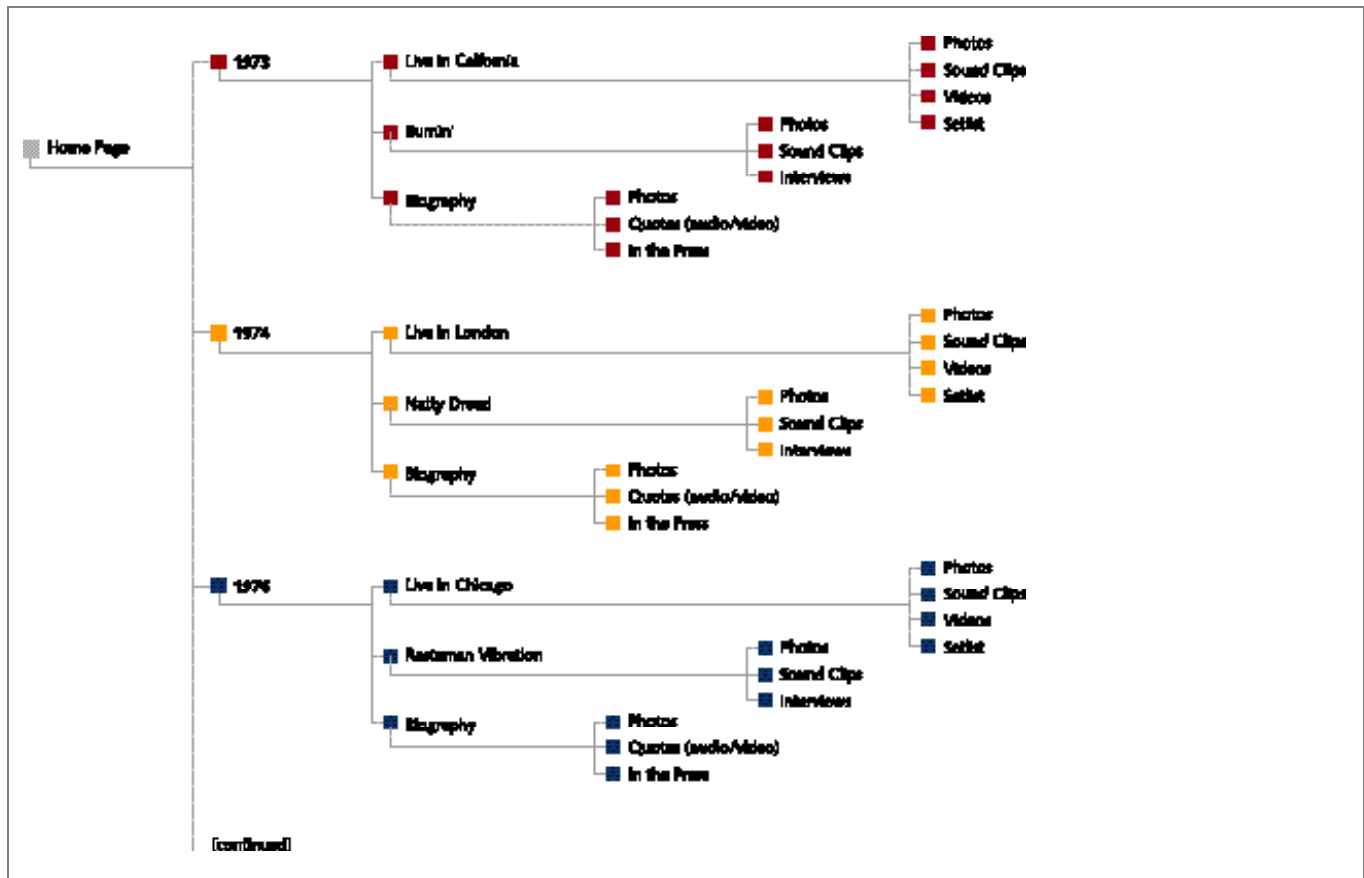 Home Page
1973
Live in California
Photos
Sound Clips
Videos
Setlist
Burnin'
Photos
Sound Clips
Interviews
Biography
Photos
Quotes (audio/video)
In the Press
1974
Live in London
Photos
Sound Clips
Videos
Setlist
Natty Dread
Photos
Sound Clips
Interviews
Biography
Photos
Quotes (audio/video)
In the Press
1976
Live in Chicago
Photos
Sound Clips
Videos
Setlist
Rastaman Vibration
Photos
Sound Clips
Interviews
Biography
Photos
Quotes (audio/video)
In the Press
[continued]